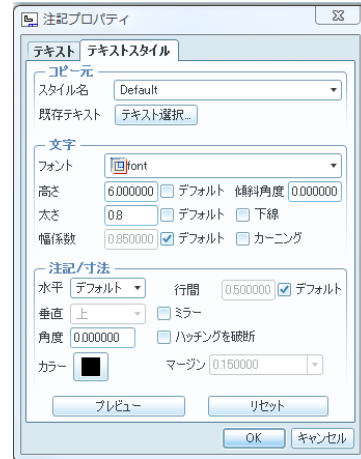 注記プロパティ
テキスト テキストスタイル
コピー元
スタイル名 Default
既存テキスト テキスト選択...
文字
フォント font
高さ 6.000000 デフォルト 傾斜角度 0.000000
太さ 0.8 デフォルト 下線
幅係数 0.850000 デフォルト カーニング
注記/寸法
水平 デフォルト 行間 0.500000 デフォルト
垂直 上 ミラー
角度 0.000000 ハッチングを破断
カラー マージン 0.150000
プレビュー リセット
OK キャンセル